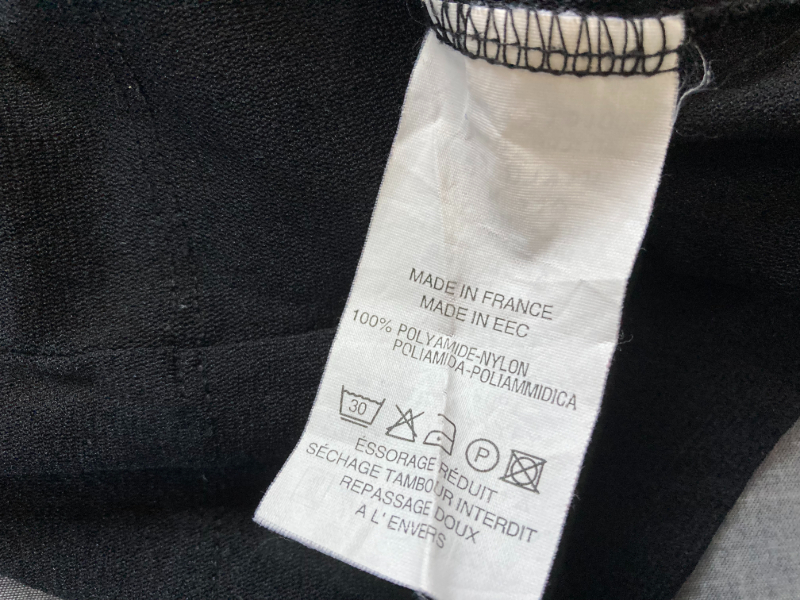 MADE IN FRANCE
MADE IN EEC
100% POLYAMIDE-NYLON
POLIAMIDA-POLIAMMIDICA
30 P
ÉSSORAGE RÉDUIT
SÉCHAGE TAMBOUR INTERDIT
REPASSAGE DOUX
A L'ENVERS